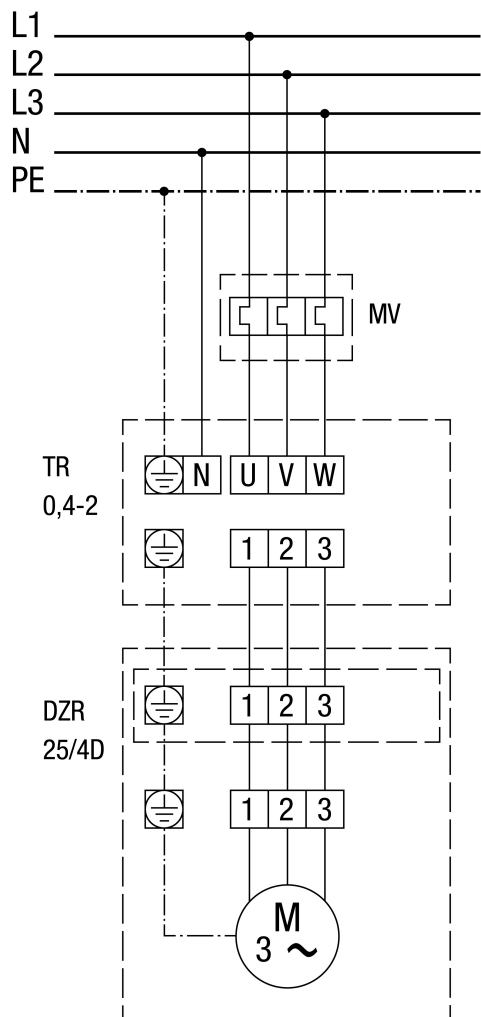 L1
L2
L3
N
PE
MV
TR
0,4-2
N U V W
1 2 3
DZR
25/4D
1 2 3
1 2 3
M
3 ~